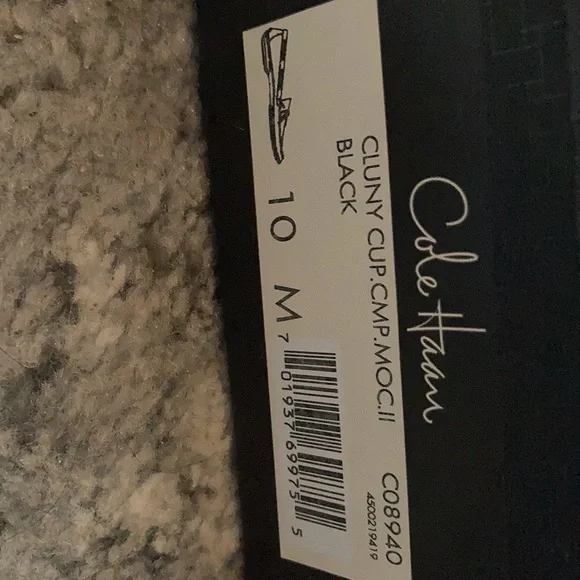 Cole Haan
CLUNY CUP.CMP.MOC.II C08940
BLACK 4500219419
10 M
7 01937 69975 5